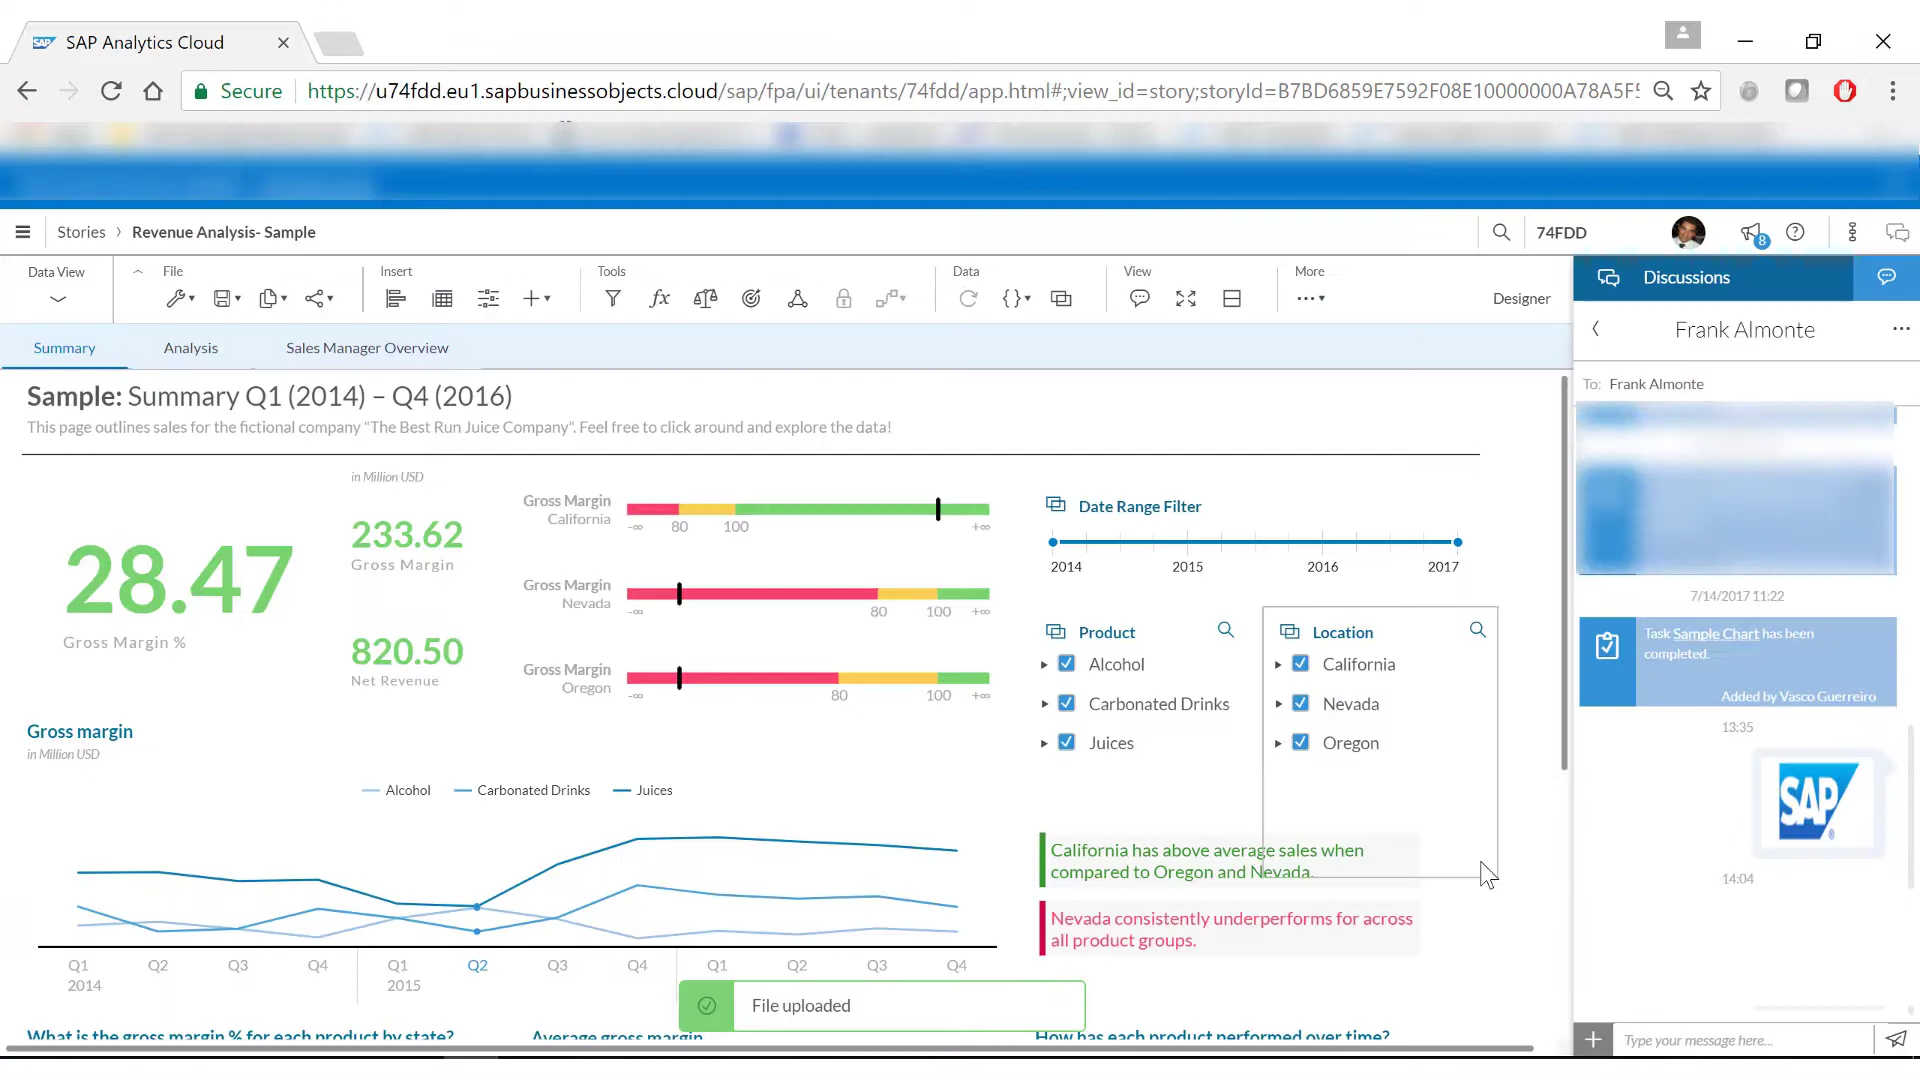 SAP Analytics Cloud
Secure https://u74fdd.eu1.sapbusinessobjects.cloud/sap/fpa/ui/tenants/74fdd/app.html#;view_id=story;storyId=B7BD6859E7592F08E10000000A78A5F5
Stories > Revenue Analysis- Sample
74FDD
8
Data View
File
Insert
Tools
Data
View
More
Designer
Summary
Analysis
Sales Manager Overview
Sample: Summary Q1 (2014) – Q4 (2016)
This page outlines sales for the fictional company "The Best Run Juice Company". Feel free to click around and explore the data!
28.47
Gross Margin %
in Million USD
233.62
Gross Margin
820.50
Net Revenue
Gross Margin
California
-∞ 80 100 +∞
Gross Margin
Nevada
-∞ 80 100 +∞
Gross Margin
Oregon
-∞ 80 100 +∞
Date Range Filter
2014 2015 2016 2017
Product
Alcohol
Carbonated Drinks
Juices
Location
California
Nevada
Oregon
Gross margin
in Million USD
Alcohol Carbonated Drinks Juices
Q1 Q2 Q3 Q4 Q1 Q2 Q3 Q4 Q1 Q2 Q3 Q4
2014 2015
California has above average sales when
compared to Oregon and Nevada.
Nevada consistently underperforms for across
all product groups.
File uploaded
What is the gross margin % for each product by state?
Average gross margin
How has each product performed over time?
Discussions
Frank Almonte
To: Frank Almonte
7/14/2017 11:22
Task Sample Chart has been
completed.
Added by Vasco Guerreiro
13:35
SAP
14:04
Type your message here...